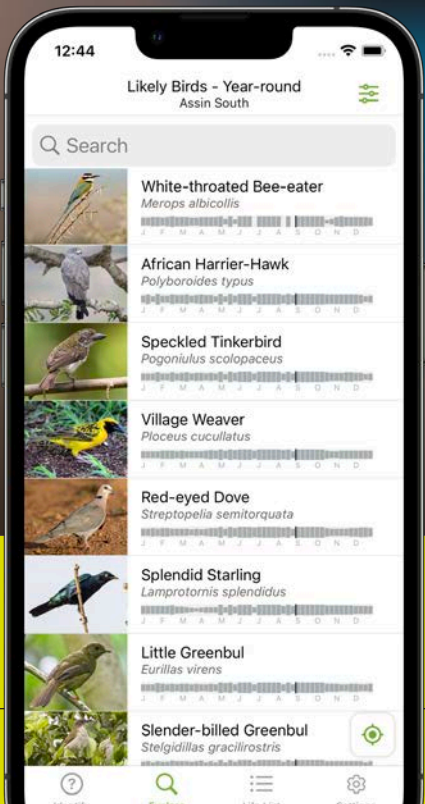 12:44
Likely Birds - Year-round
Assin South
Search
White-throated Bee-eater
Merops albicollis
J F M A M J J A S O N D
African Harrier-Hawk
Polyboroides typus
J F M A M J J A S O N D
Speckled Tinkerbird
Pogoniulus scolopaceus
J F M A M J J A S O N D
Village Weaver
Ploceus cucullatus
J F M A M J J A S O N D
Red-eyed Dove
Streptopelia semitorquata
J F M A M J J A S O N D
Splendid Starling
Lamprotornis splendidus
J F M A M J J A S O N D
Little Greenbul
Eurillas virens
J F M A M J J A S O N D
Slender-billed Greenbul
Stelgidillas gracilirostris